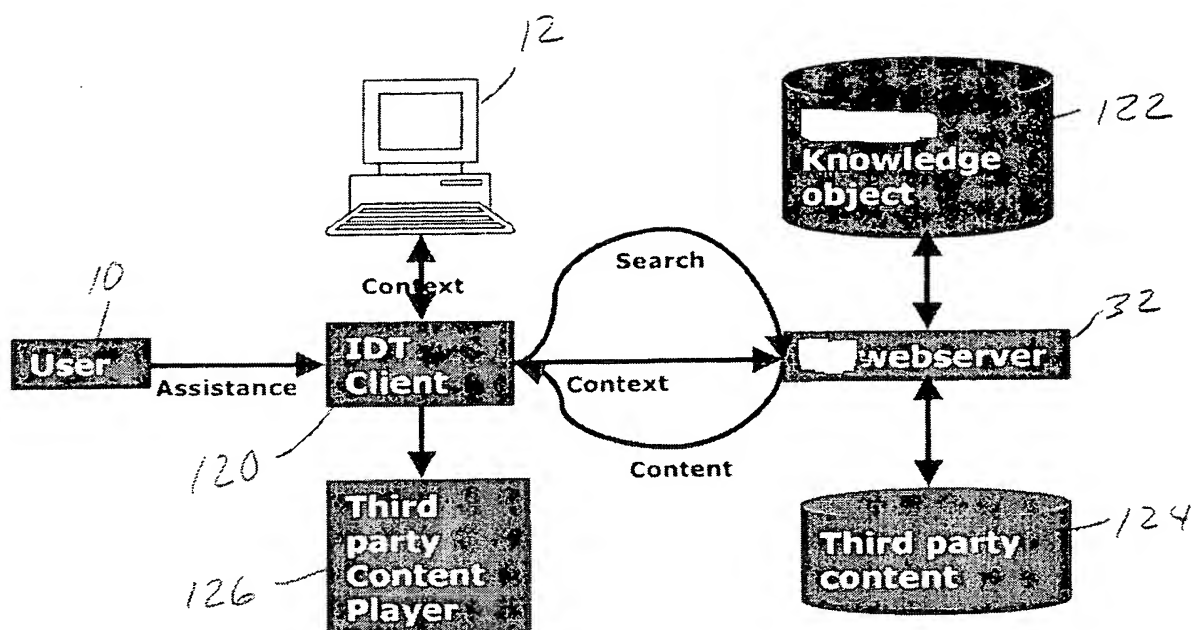 12
122
Knowledge
object
10
Context
Search
32
User
Assistance
IDT
Client
Context
webserver
120
Content
Third
party
Content
Player
126
Third party
content
124